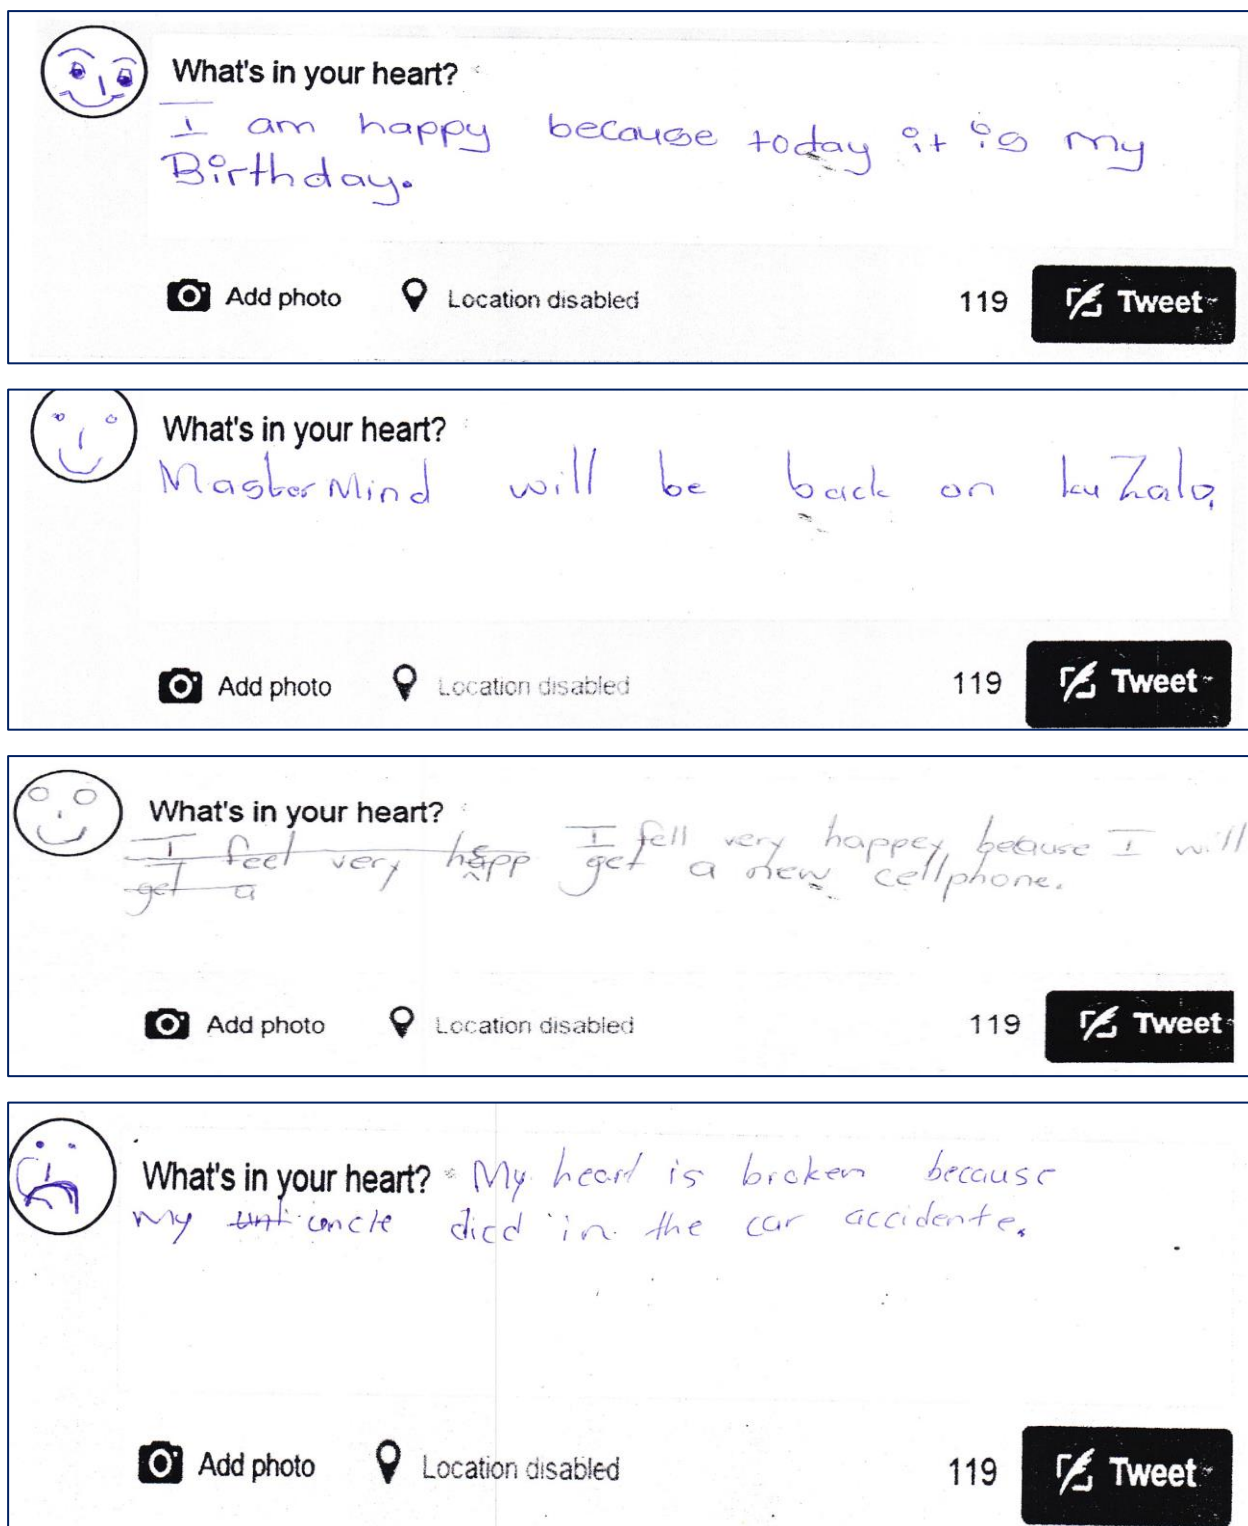 What's in your heart?
I am happy because today it is my
Birthday.
Add photo Location disabled 119 Tweet
What's in your heart?
MasterMind will be back on kuZalo,
Add photo Location disabled 119 Tweet
What's in your heart?
I feel very happ I fell very happey, because I will
get a get a new cellphone.
Add photo Location disabled 119 Tweet
What's in your heart? My heart is broken because
my unt uncle died in the car accidente.
Add photo Location disabled 119 Tweet